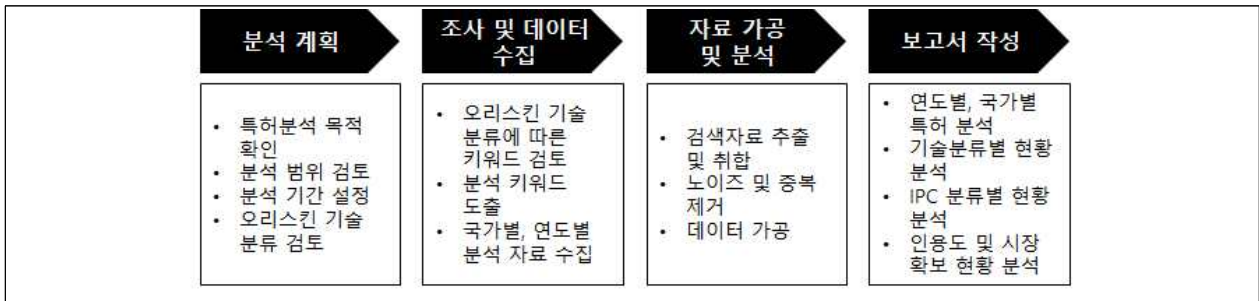 분석 계획
• 특허분석 목적
확인
• 분석 범위 검토
• 분석 기간 설정
• 오리스킨 기술
분류 검토
조사 및 데이터
수집
• 오리스킨 기술
분류에 따른
키워드 검토
• 분석 키워드
도출
• 국가별, 연도별
분석 자료 수집
자료 가공
및 분석
• 검색자료 추출
및 취합
• 노이즈 및 중복
제거
• 데이터 가공
보고서 작성
• 연도별, 국가별
특허 분석
• 기술분류별 현황
분석
• IPC 분류별 현황
분석
• 인용도 및 시장
확보 현황 분석